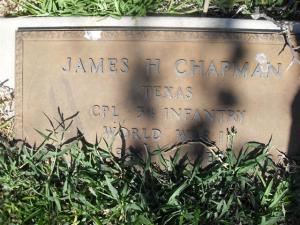 JAMES H CHAPMAN
TEXAS
CPL INFANTRY
WORLD WAR